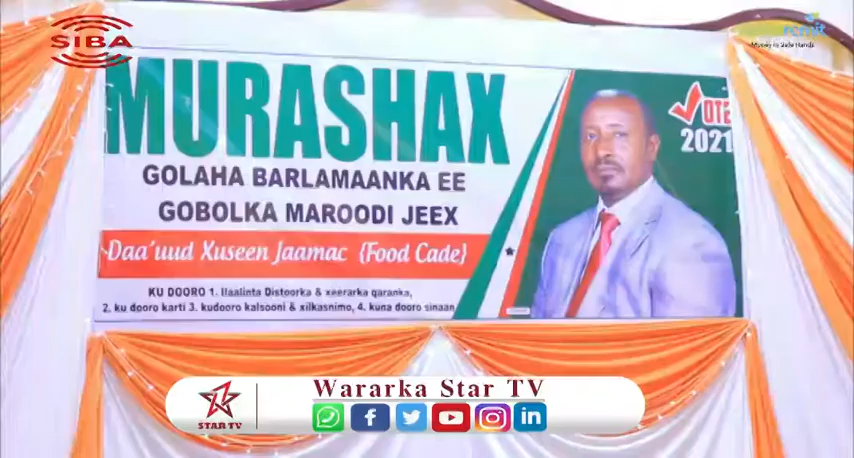 SIBA
remit
MURASHAX
GOLAHA BARLAMAANKA EE
GOBOLKA MAROODI JEEX
Daa'uud Xuseen Jaamac {Food Cade}
KU DOORO 1. Ilaalinta Distoorka & xeerarka qaranka,
2. ku dooro karti 3. kudooro kalsooni & xilkasnimo, 4. kuna dooro sinaan
VOTE
2021
STAR TV
Wararka Star TV